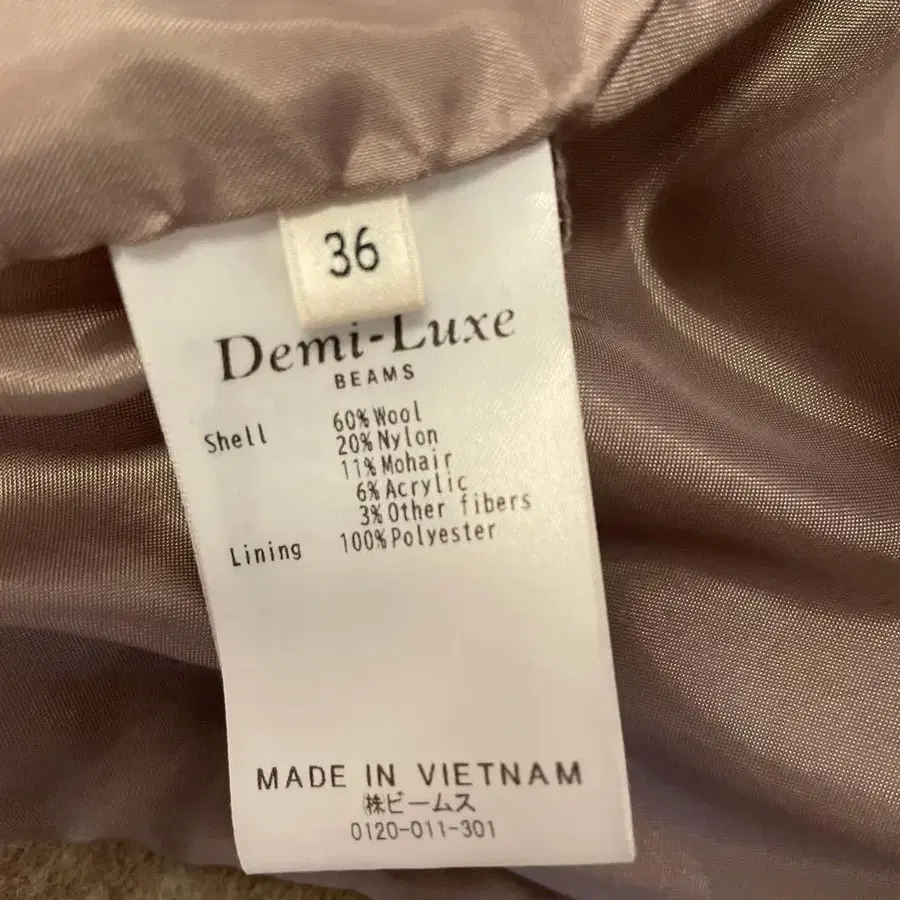 36
Demi-Luxe
BEAMS
Shell 60%Wool
20%Nylon
11%Mohair
6%Acrylic
3%Other fibers
Lining 100%Polyester
MADE IN VIETNAM
㈱ビームス
0120-011-301